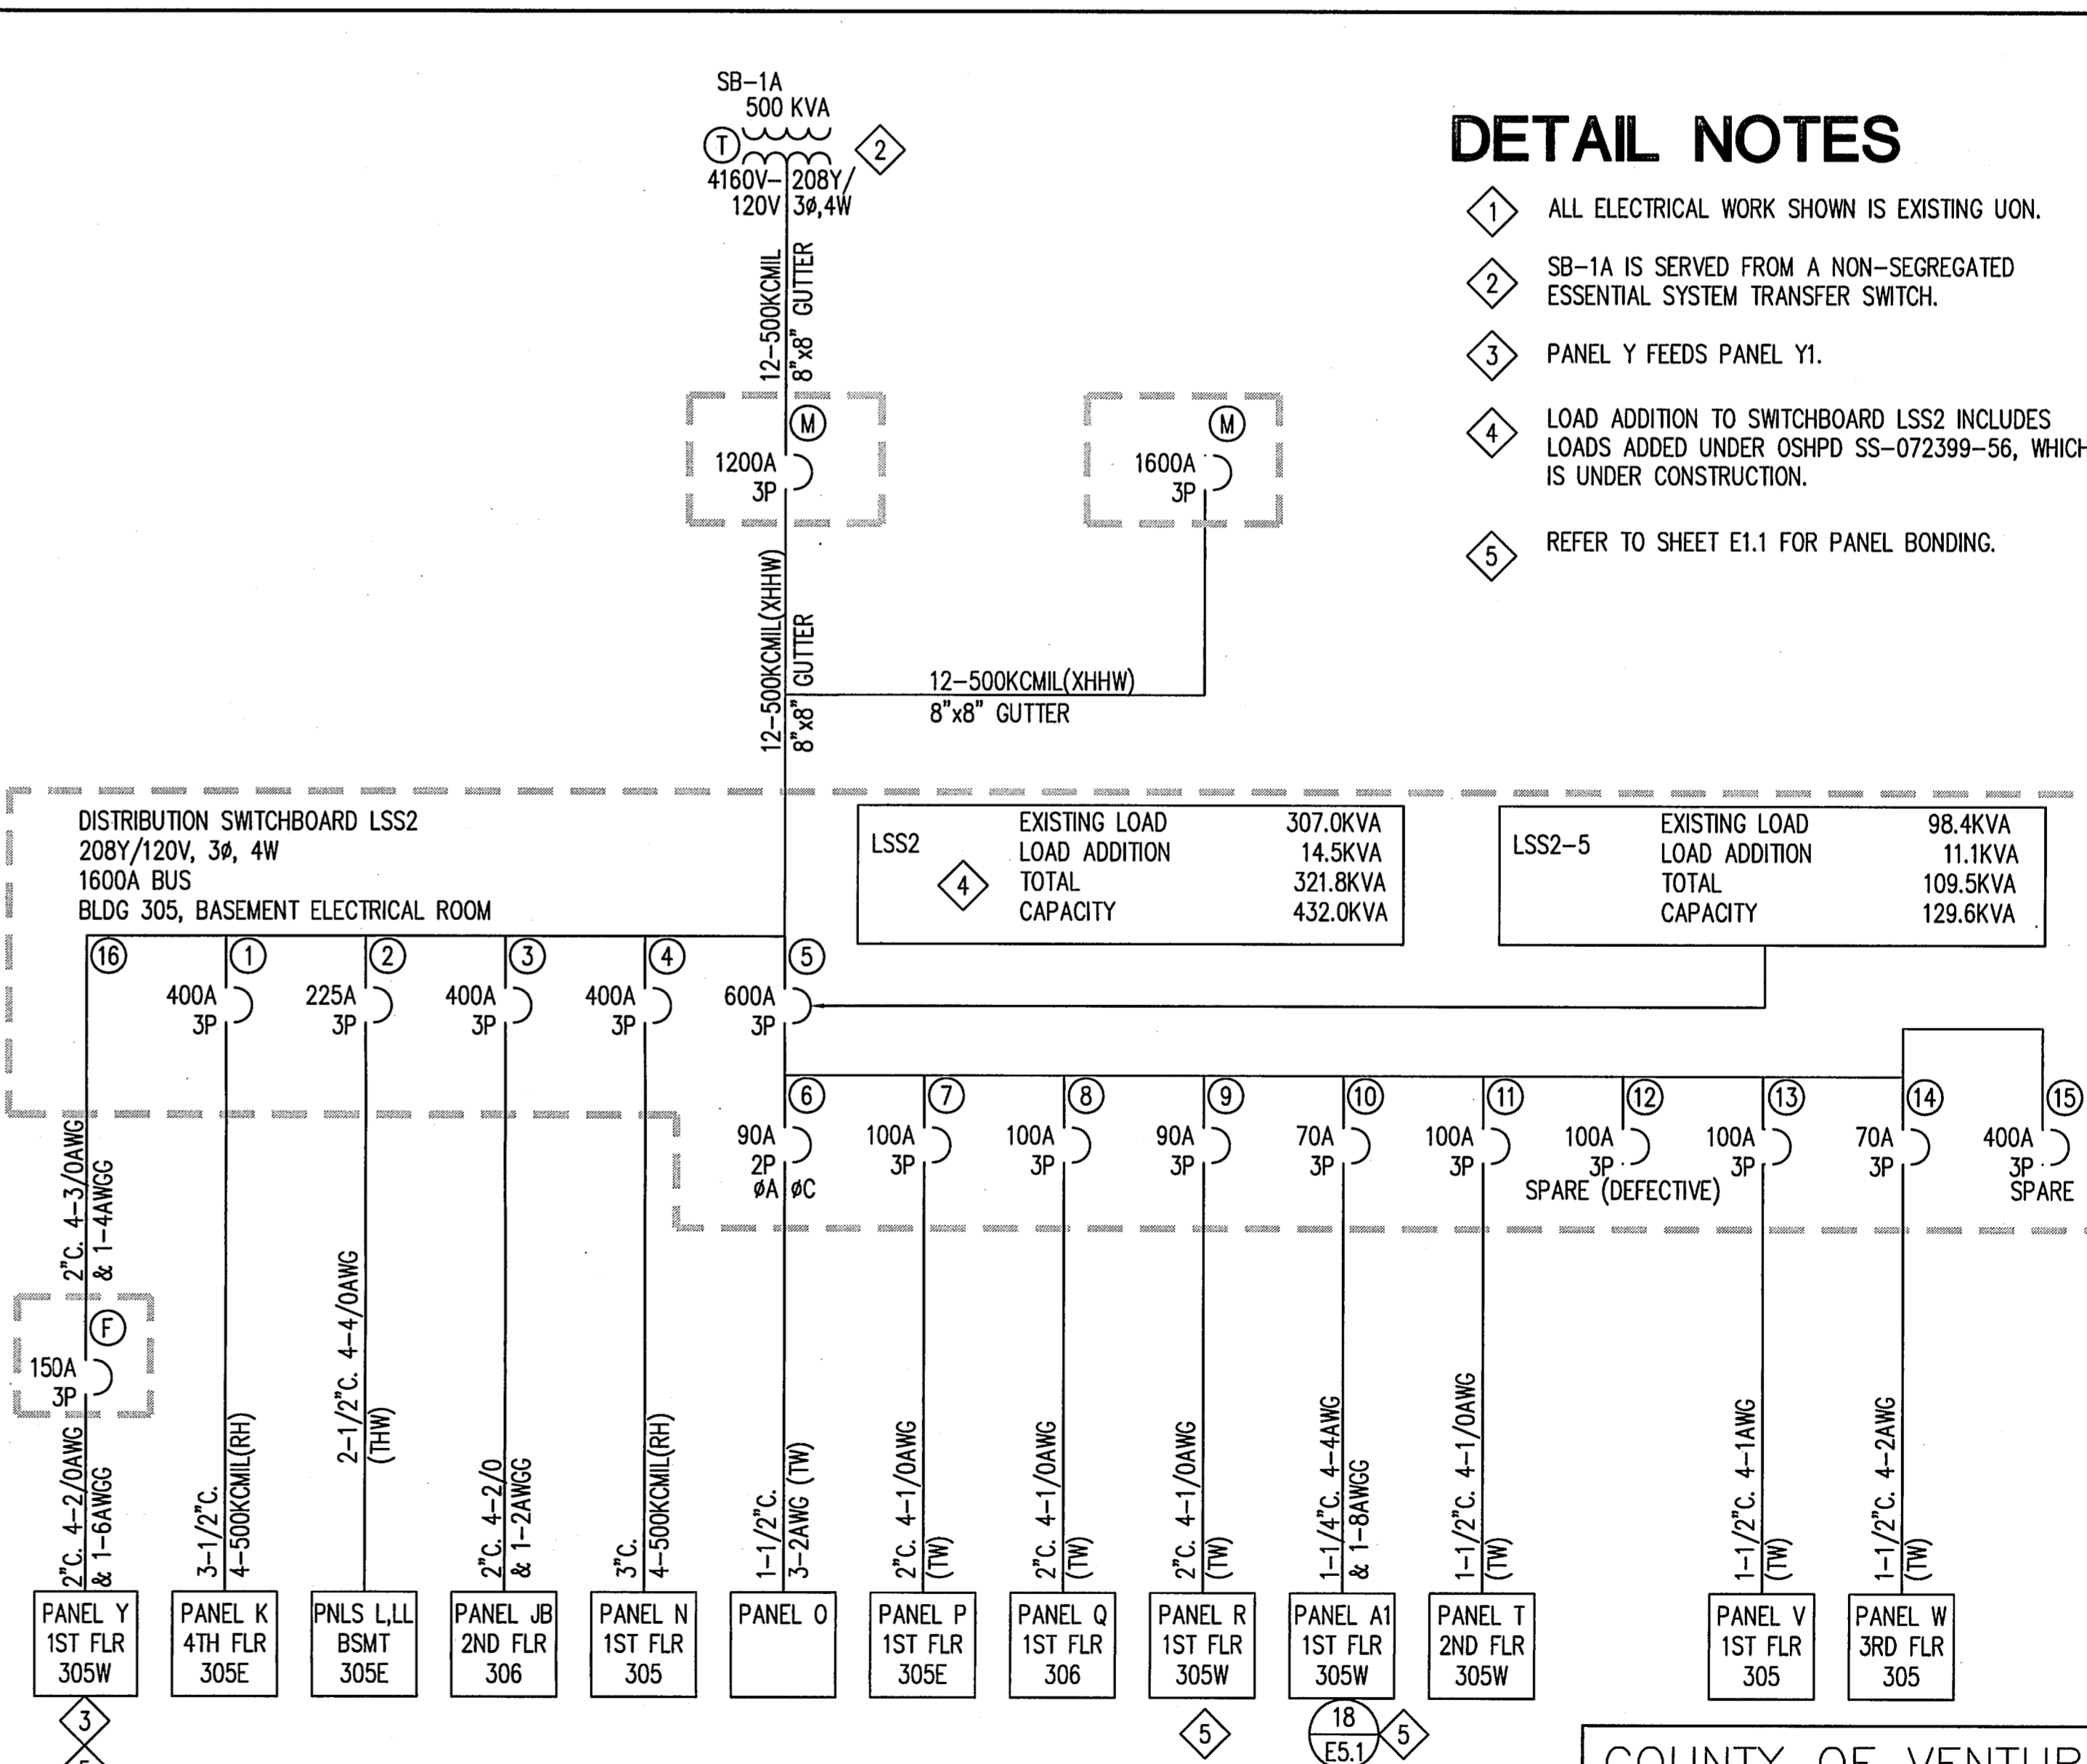 SB-1A
500 KVA
T
2
4160V- 208Y/
120V 3ø,4W
12-500KCMIL
8"x8" GUTTER
M
1200A
3P
M
1600A
3P
12-500KCMIL(XHHW)
8"x8" GUTTER
12-500KCMIL(XHHW)
8"x8" GUTTER
DETAIL NOTES
1 ALL ELECTRICAL WORK SHOWN IS EXISTING UON.
2 SB-1A IS SERVED FROM A NON-SEGREGATED
ESSENTIAL SYSTEM TRANSFER SWITCH.
3 PANEL Y FEEDS PANEL Y1.
4 LOAD ADDITION TO SWITCHBOARD LSS2 INCLUDES
LOADS ADDED UNDER OSHPD SS-072399-56, WHICH
IS UNDER CONSTRUCTION.
5 REFER TO SHEET E1.1 FOR PANEL BONDING.
DISTRIBUTION SWITCHBOARD LSS2
208Y/120V, 3ø, 4W
1600A BUS
BLDG 305, BASEMENT ELECTRICAL ROOM
LSS2
4
EXISTING LOAD 307.0KVA
LOAD ADDITION 14.5KVA
TOTAL 321.8KVA
CAPACITY 432.0KVA
LSS2-5
EXISTING LOAD 98.4KVA
LOAD ADDITION 11.1KVA
TOTAL 109.5KVA
CAPACITY 129.6KVA
16
1
400A
3P
2
225A
3P
3
400A
3P
4
400A
3P
5
600A
3P
6
90A
2P
øA øC
7
100A
3P
8
100A
3P
9
90A
3P
10
70A
3P
11
100A
3P
12
100A
3P
SPARE (DEFECTIVE)
13
100A
3P
14
70A
3P
15
400A
3P
SPARE
2"C. 4-3/0AWG
& 1-4AWGG
F
150A
3P
2"C. 4-2/0AWG
& 1-6AWGG
3-1/2"C.
4-500KCMIL(RH)
2-1/2"C. 4-4/0AWG
(THW)
2"C. 4-2/0
& 1-2AWGG
3"C.
4-500KCMIL(RH)
1-1/2"C.
3-2AWG (TW)
2"C. 4-1/0AWG
(TW)
2"C. 4-1/0AWG
(TW)
2"C. 4-1/0AWG
(TW)
1-1/4"C. 4-4AWG
& 1-8AWGG
1-1/2"C. 4-1/0AWG
(TW)
1-1/2"C. 4-1AWG
(TW)
1-1/2"C. 4-2AWG
(TW)
PANEL Y
1ST FLR
305W
PANEL K
4TH FLR
305E
PNLS L,LL
BSMT
305E
PANEL JB
2ND FLR
306
PANEL N
1ST FLR
305
PANEL O
PANEL P
1ST FLR
305E
PANEL Q
1ST FLR
306
PANEL R
1ST FLR
305W
PANEL A1
1ST FLR
305W
PANEL T
2ND FLR
305W
PANEL V
1ST FLR
305
PANEL W
3RD FLR
305
3
5
18
E5.1
5
COUNTY OF VENTUR